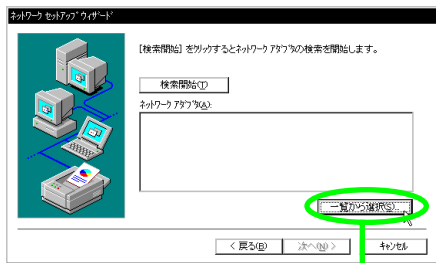 ﾈｯﾄﾜｰｸ ｾｯﾄｱｯﾌﾟ ｳｨｻﾞｰﾄﾞ
[検索開始] をｸﾘｯｸするとﾈｯﾄﾜｰｸ ｱﾀﾞﾌﾟﾀの検索を開始します。
検索開始(T)
ﾈｯﾄﾜｰｸ ｱﾀﾞﾌﾟﾀ(A):
一覧から選択(S)...
< 戻る(B) 次へ(N) > ｷｬﾝｾﾙ